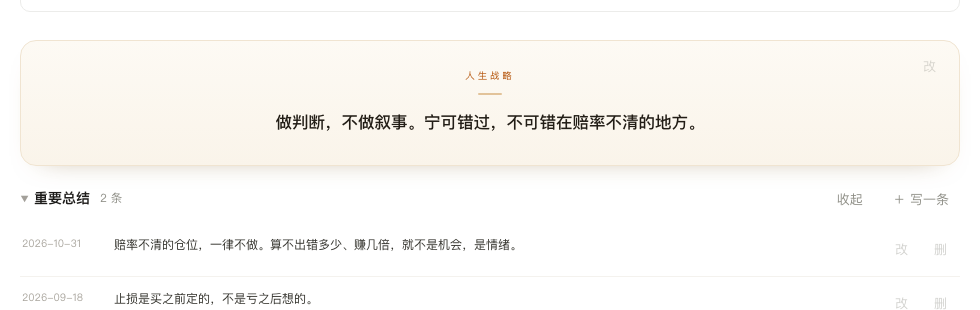 改
人生战略
做判断，不做叙事。宁可错过，不可错在赔率不清的地方。
▼ 重要总结 2 条 收起 + 写一条
2026-10-31 赔率不清的仓位，一律不做。算不出错多少、赚几倍，就不是机会，是情绪。 改 删
2026-09-18 止损是买之前定的，不是亏之后想的。 改 删